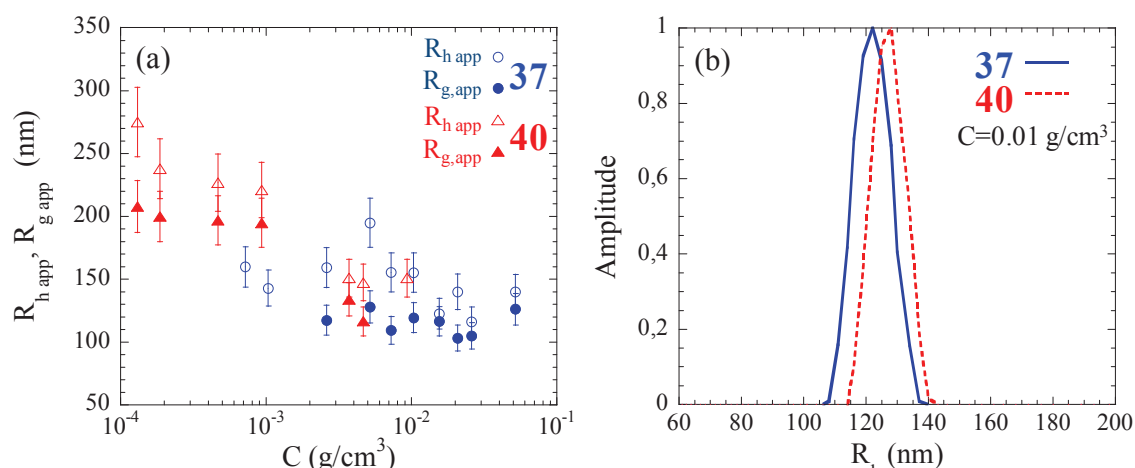 (a)
R_h app ○
R_g,app ●
37
R_h app △
R_g,app ▲
40
R_h app, R_g app (nm)
350
300
250
200
150
100
50
10^-4
10^-3
10^-2
10^-1
C (g/cm^3)
(b)
37
40
C=0.01 g/cm^3
Amplitude
1
0,8
0,6
0,4
0,2
0
60
80
100
120
140
160
180
200
R (nm)